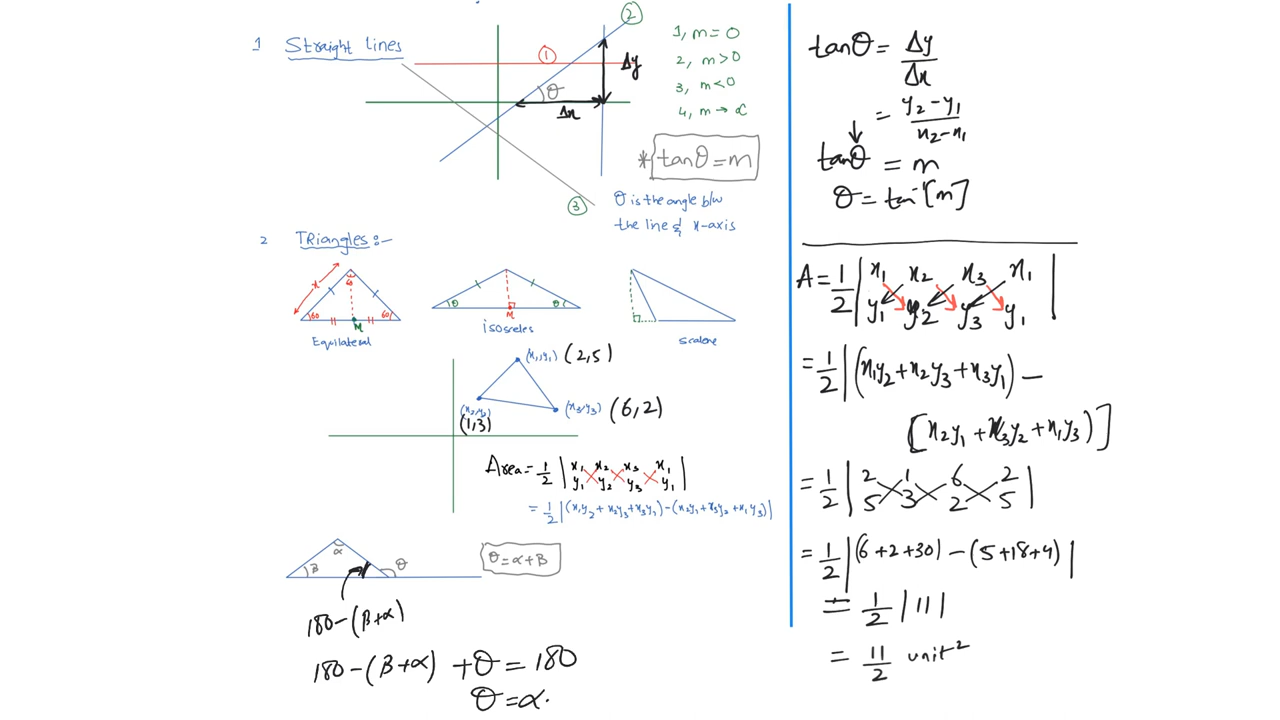 1 Straight lines
②
①
③
θ
Δy
Δx
1, m = 0
2, m > 0
3, m < 0
4, m → ∝
* tanθ = m
θ is the angle b/w
the line & x-axis
2 TRiangles :-
x
60 60
M
Equilateral
θ θ
M
isosceles
scalene
(x1,y1) (2,5)
(x2,y2)
(1,3)
(x3,y3) (6,2)
Area = 1/2 | x1 x2 x3 x1
y1 y2 y3 y1 |
= 1/2 |(x1y2 + x2y3 + x3y1) - (x2y1 + x3y2 + x1y3)|
α
β
θ
θ = α + β
180 - (β+α)
180 - (β+α) + θ = 180
θ = α.
tanθ = Δy/Δx
= y2 - y1 / x2 - x1
tanθ = m
θ = tan⁻¹[m]
A = 1/2 | x1 x2 x3 x1
y1 y2 y3 y1 |
= 1/2 |(x1y2 + x2y3 + x3y1) -
[x2y1 + x3y2 + x1y3)]
= 1/2 | 2 1 6 2
5 3 2 5 |
= 1/2 |(6 + 2 + 30) - (5 + 18 + 4)|
= 1/2 |11|
= 11/2 unit²